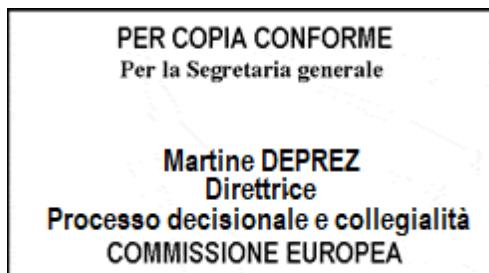 PER COPIA CONFORME
Per la Segretaria generale
Martine DEPREZ
Direttrice
Processo decisionale e collegialità
COMMISSIONE EUROPEA